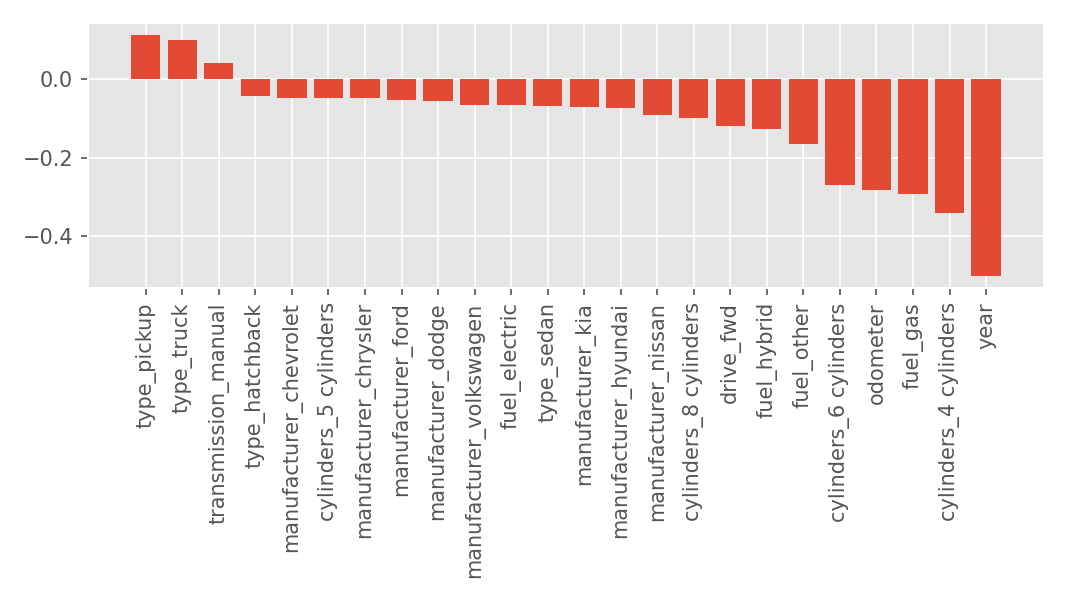 0.0
−0.2
−0.4
type_pickup
type_truck
transmission_manual
type_hatchback
manufacturer_chevrolet
cylinders_5 cylinders
manufacturer_chrysler
manufacturer_ford
manufacturer_dodge
manufacturer_volkswagen
fuel_electric
type_sedan
manufacturer_kia
manufacturer_hyundai
manufacturer_nissan
cylinders_8 cylinders
drive_fwd
fuel_hybrid
fuel_other
cylinders_6 cylinders
odometer
fuel_gas
cylinders_4 cylinders
year